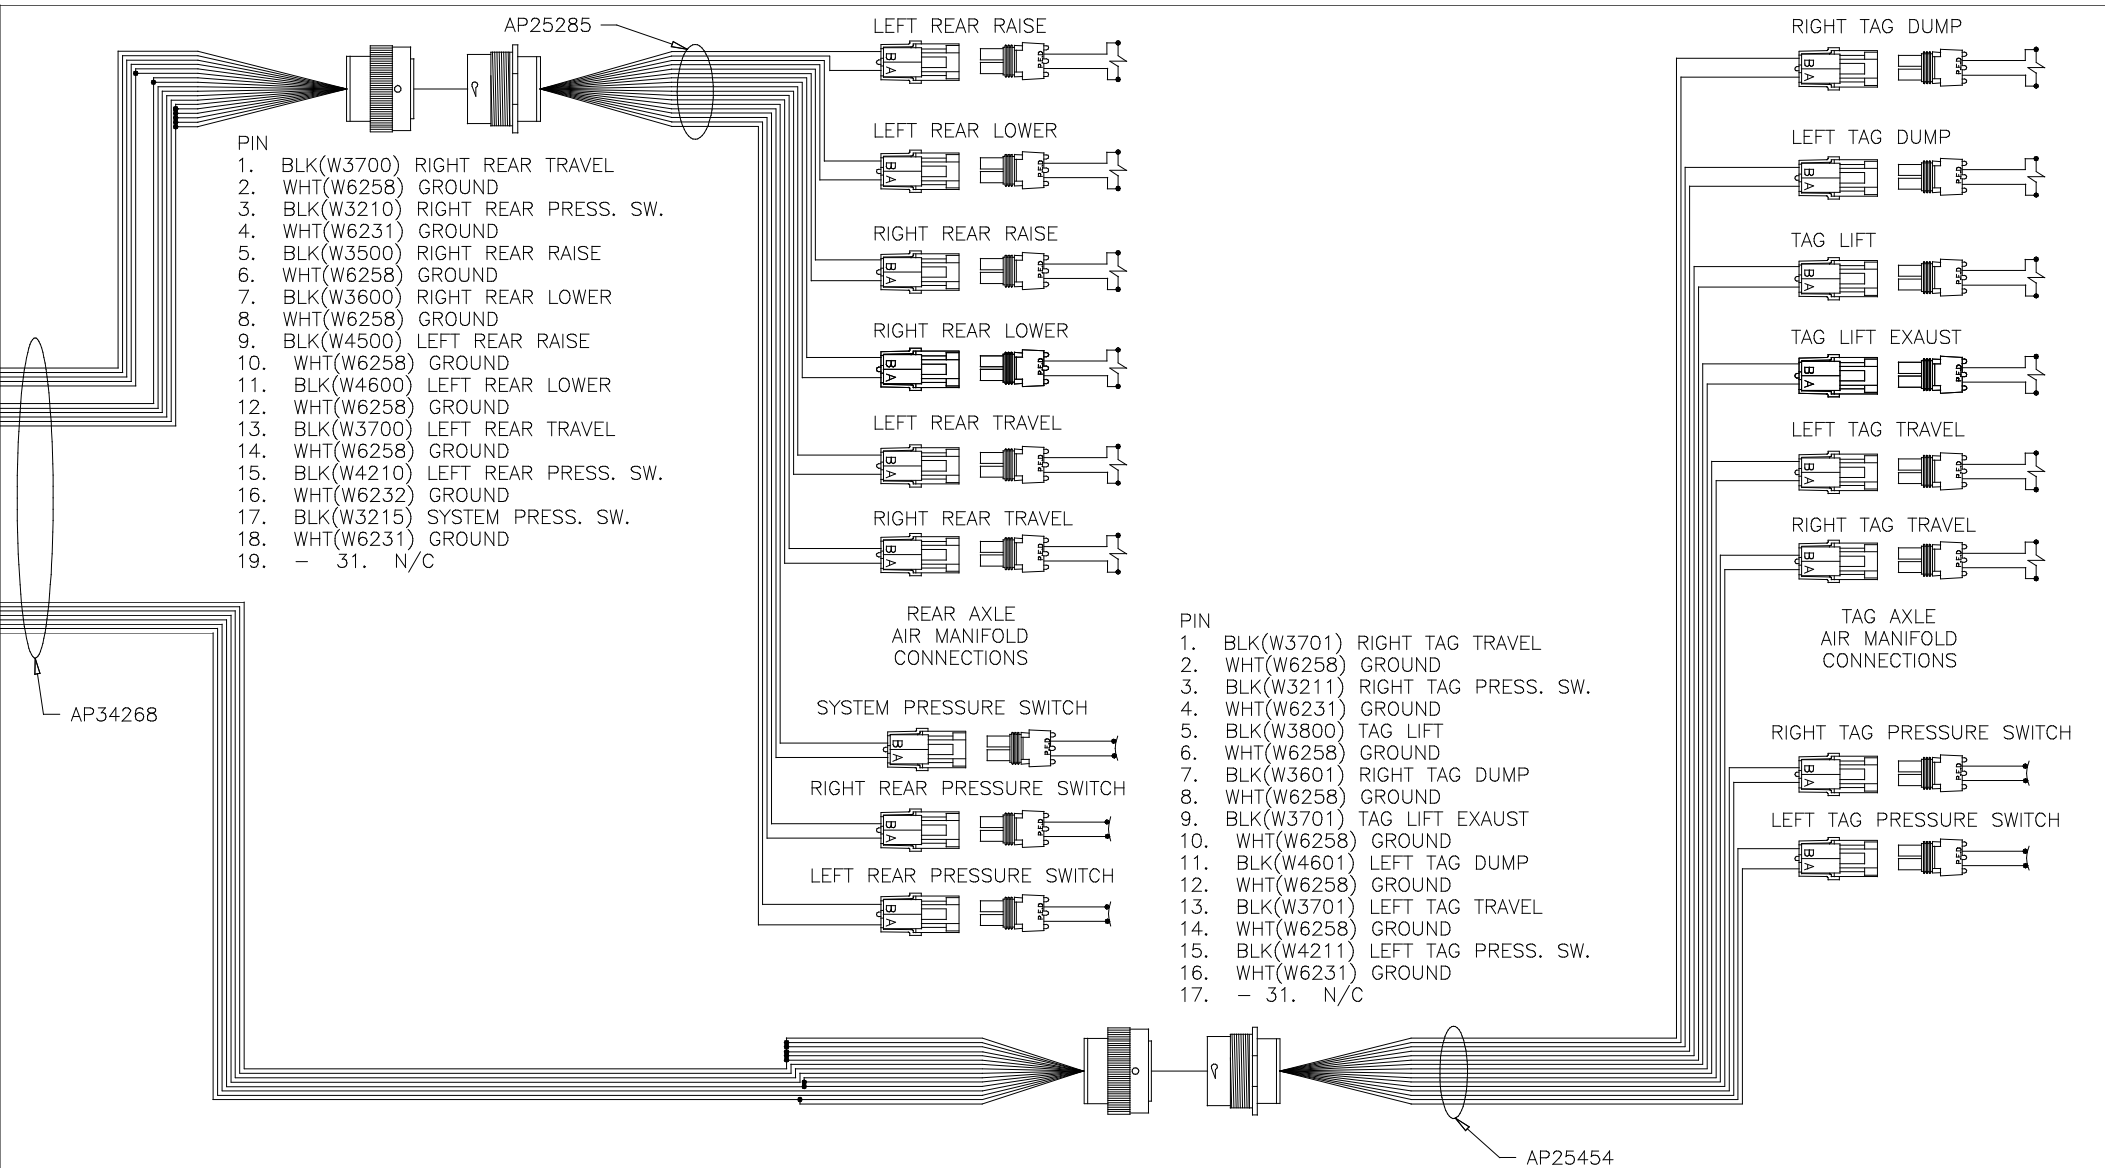 AP25285
PIN
1. BLK(W3700) RIGHT REAR TRAVEL
2. WHT(W6258) GROUND
3. BLK(W3210) RIGHT REAR PRESS. SW.
4. WHT(W6231) GROUND
5. BLK(W3500) RIGHT REAR RAISE
6. WHT(W6258) GROUND
7. BLK(W3600) RIGHT REAR LOWER
8. WHT(W6258) GROUND
9. BLK(W4500) LEFT REAR RAISE
10. WHT(W6258) GROUND
11. BLK(W4600) LEFT REAR LOWER
12. WHT(W6258) GROUND
13. BLK(W3700) LEFT REAR TRAVEL
14. WHT(W6258) GROUND
15. BLK(W4210) LEFT REAR PRESS. SW.
16. WHT(W6232) GROUND
17. BLK(W3215) SYSTEM PRESS. SW.
18. WHT(W6231) GROUND
19. – 31. N/C
AP34268
LEFT REAR RAISE
B A
P.E.D
LEFT REAR LOWER
B A
P.E.D
RIGHT REAR RAISE
B A
P.E.D
RIGHT REAR LOWER
B A
P.E.D
LEFT REAR TRAVEL
B A
P.E.D
RIGHT REAR TRAVEL
B A
P.E.D
REAR AXLE
AIR MANIFOLD
CONNECTIONS
SYSTEM PRESSURE SWITCH
B A
P.E.D
RIGHT REAR PRESSURE SWITCH
B A
P.E.D
LEFT REAR PRESSURE SWITCH
B A
P.E.D
PIN
1. BLK(W3701) RIGHT TAG TRAVEL
2. WHT(W6258) GROUND
3. BLK(W3211) RIGHT TAG PRESS. SW.
4. WHT(W6231) GROUND
5. BLK(W3800) TAG LIFT
6. WHT(W6258) GROUND
7. BLK(W3601) RIGHT TAG DUMP
8. WHT(W6258) GROUND
9. BLK(W3701) TAG LIFT EXAUST
10. WHT(W6258) GROUND
11. BLK(W4601) LEFT TAG DUMP
12. WHT(W6258) GROUND
13. BLK(W3701) LEFT TAG TRAVEL
14. WHT(W6258) GROUND
15. BLK(W4211) LEFT TAG PRESS. SW.
16. WHT(W6231) GROUND
17. – 31. N/C
AP25454
RIGHT TAG DUMP
B A
P.E.D
LEFT TAG DUMP
B A
P.E.D
TAG LIFT
B A
P.E.D
TAG LIFT EXAUST
B A
P.E.D
LEFT TAG TRAVEL
B A
P.E.D
RIGHT TAG TRAVEL
B A
P.E.D
TAG AXLE
AIR MANIFOLD
CONNECTIONS
RIGHT TAG PRESSURE SWITCH
B A
P.E.D
LEFT TAG PRESSURE SWITCH
B A
P.E.D